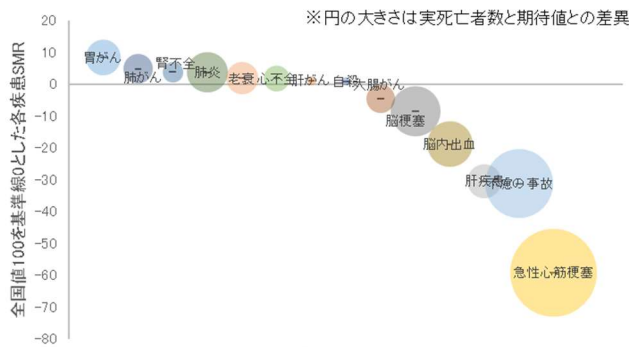 ※円の大きさは実死亡者数と期待値との差異
全国値100を基準線0とした各疾患SMR
20
10
0
-10
-20
-30
-40
-50
-60
-70
-80
胃がん
肺がん
腎不全
肺炎
老衰
心不全
肝がん
自殺
大腸がん
脳梗塞
脳内出血
肝疾患
不慮の事故
急性心筋梗塞